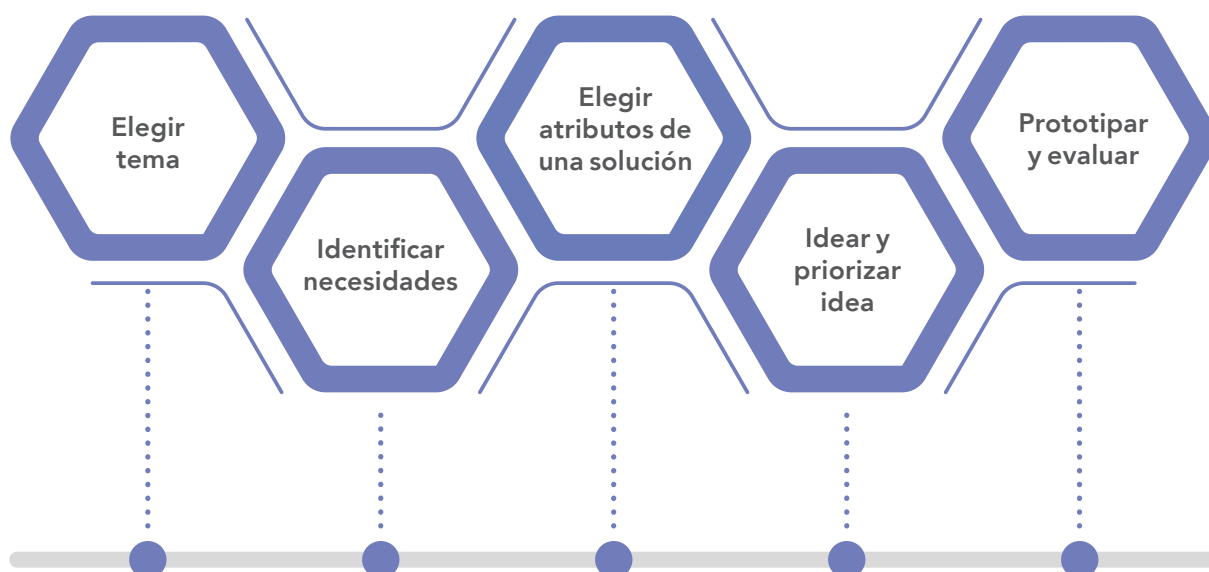 Elegir
tema
Identificar
necesidades
Elegir
atributos de
una solución
Idear y
priorizar
idea
Prototipar
y evaluar